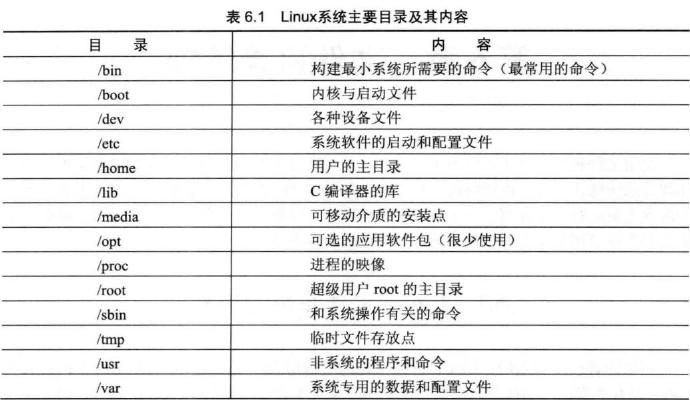 表 6.1 Linux系统主要目录及其内容
目 录 内 容
/bin 构建最小系统所需要的命令（最常用的命令）
/boot 内核与启动文件
/dev 各种设备文件
/etc 系统软件的启动和配置文件
/home 用户的主目录
/lib C 编译器的库
/media 可移动介质的安装点
/opt 可选的应用软件包（很少使用）
/proc 进程的映像
/root 超级用户 root 的主目录
/sbin 和系统操作有关的命令
/tmp 临时文件存放点
/usr 非系统的程序和命令
/var 系统专用的数据和配置文件